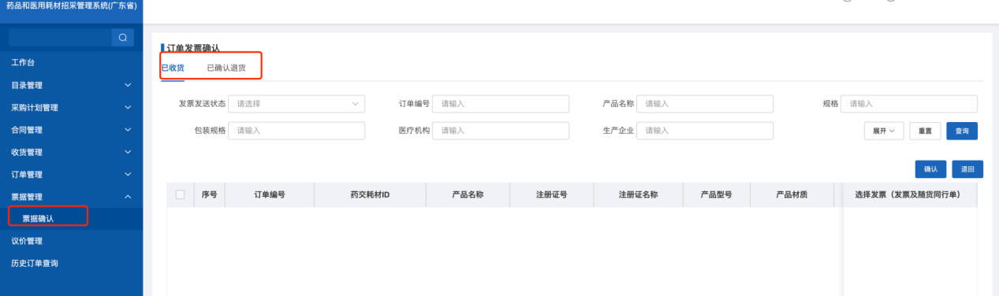 药品和医用耗材招采管理系统(广东省)
工作台
目录管理
采购计划管理
合同管理
收货管理
订单管理
票据管理
票据确认
议价管理
历史订单查询
订单发票确认
已收货 已确认退货
发票发送状态 请选择 订单编号 请输入 产品名称 请输入 规格 请输入
包装规格 请输入 医疗机构 请输入 生产企业 请输入 展开 重置 查询
确认 退回
序号 订单编号 药交耗材ID 产品名称 注册证号 注册证名称 产品型号 产品材质 选择发票（发票及随货同行单）